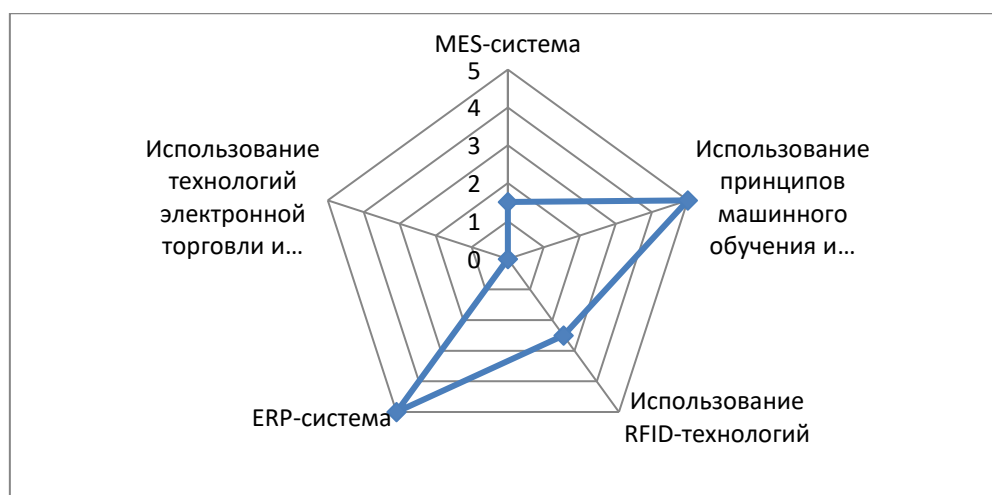 MES-система
5
4
3
2
1
0
Использование
принципов
машинного
обучения и…
Использование
RFID-технологий
ERP-система
Использование
технологий
электронной
торговли и…